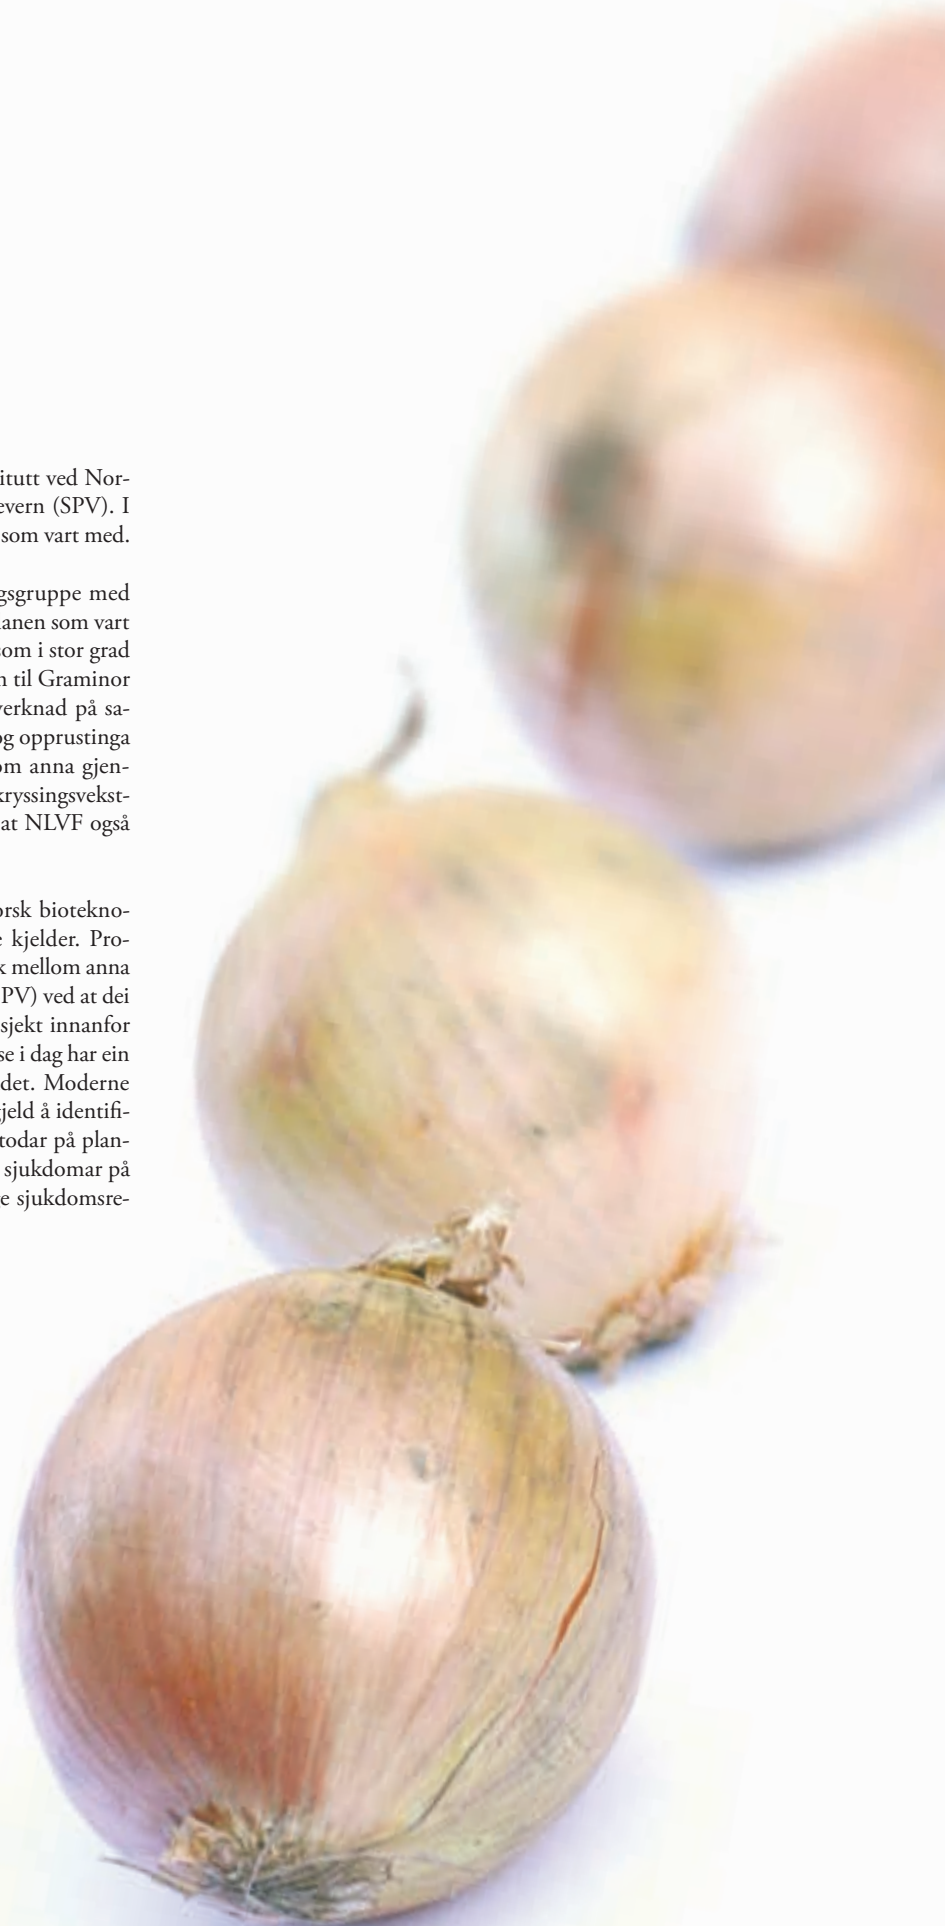 itutt ved Nor-
evern (SPV). I
som vart med.
gsgruppe med
anen som vart
som i stor grad
n til Graminor
verknad på sa-
og opprustinga
om anna gjen-
kryssingsvekst-
at NLVF også
orsk biotekno-
e kjelder. Pro-
k mellom anna
PV) ved at dei
sjekt innanfor
se i dag har ein
det. Moderne
gjeld å identifi-
todar på plan-
sjukdomar på
e sjukdomsre-